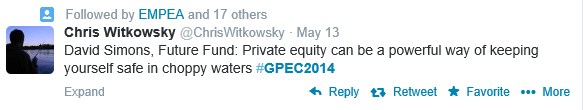 Followed by EMPEA and 17 others
Chris Witkowsky @ChrisWitkowsky · May 13
David Simons, Future Fund: Private equity can be a powerful way of keeping
yourself safe in choppy waters #GPEC2014
Expand Reply Retweet Favorite More